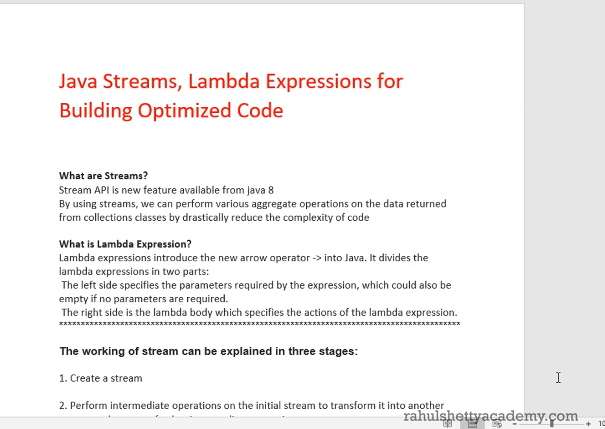 Java Streams, Lambda Expressions for
Building Optimized Code
What are Streams?
Stream API is new feature available from java 8
By using streams, we can perform various aggregate operations on the data returned
from collections classes by drastically reduce the complexity of code
What is Lambda Expression?
Lambda expressions introduce the new arrow operator -> into Java. It divides the
lambda expressions in two parts:
The left side specifies the parameters required by the expression, which could also be
empty if no parameters are required.
The right side is the lambda body which specifies the actions of the lambda expression.
The working of stream can be explained in three stages:
1. Create a stream
2. Perform intermediate operations on the initial stream to transform it into another
rahulshettyacademy.com